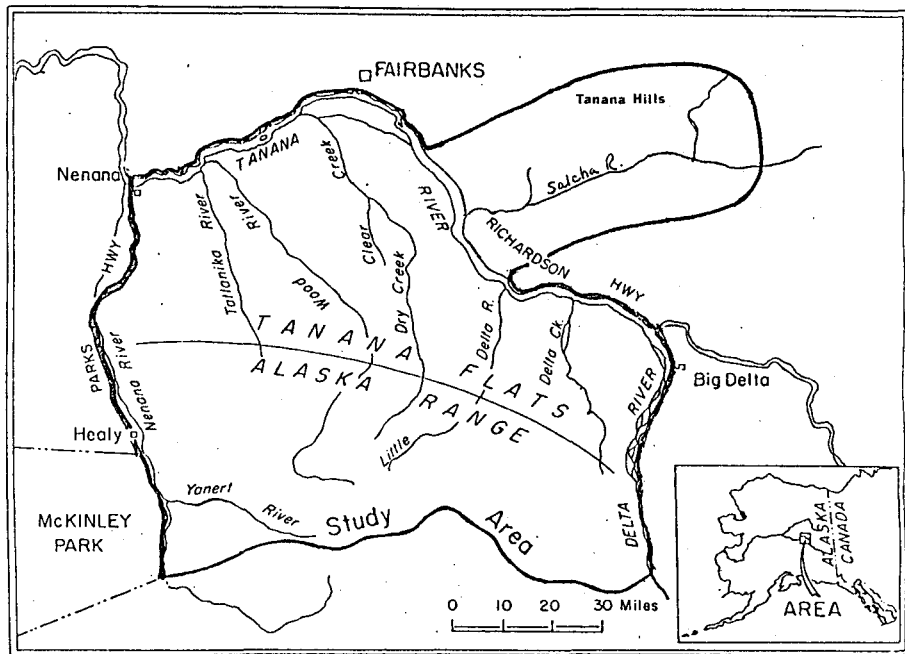 FAIRBANKS
Tanana Hills
TANANA
Creek
Nenana
Salcha R.
River
River
RIVER
RICHARDSON
HWY
HWY
Clear
Tatlanika
Wood
Dry Creek
Delta R.
Delta Ck.
TANANA
FLATS
ALASKA
RANGE
PARKS
Nenana River
RIVER
Big Delta
Healy
Little
Yanert
River
McKINLEY
PARK
Study Area
DELTA
0 10 20 30 Miles
ALASKA
CANADA
AREA